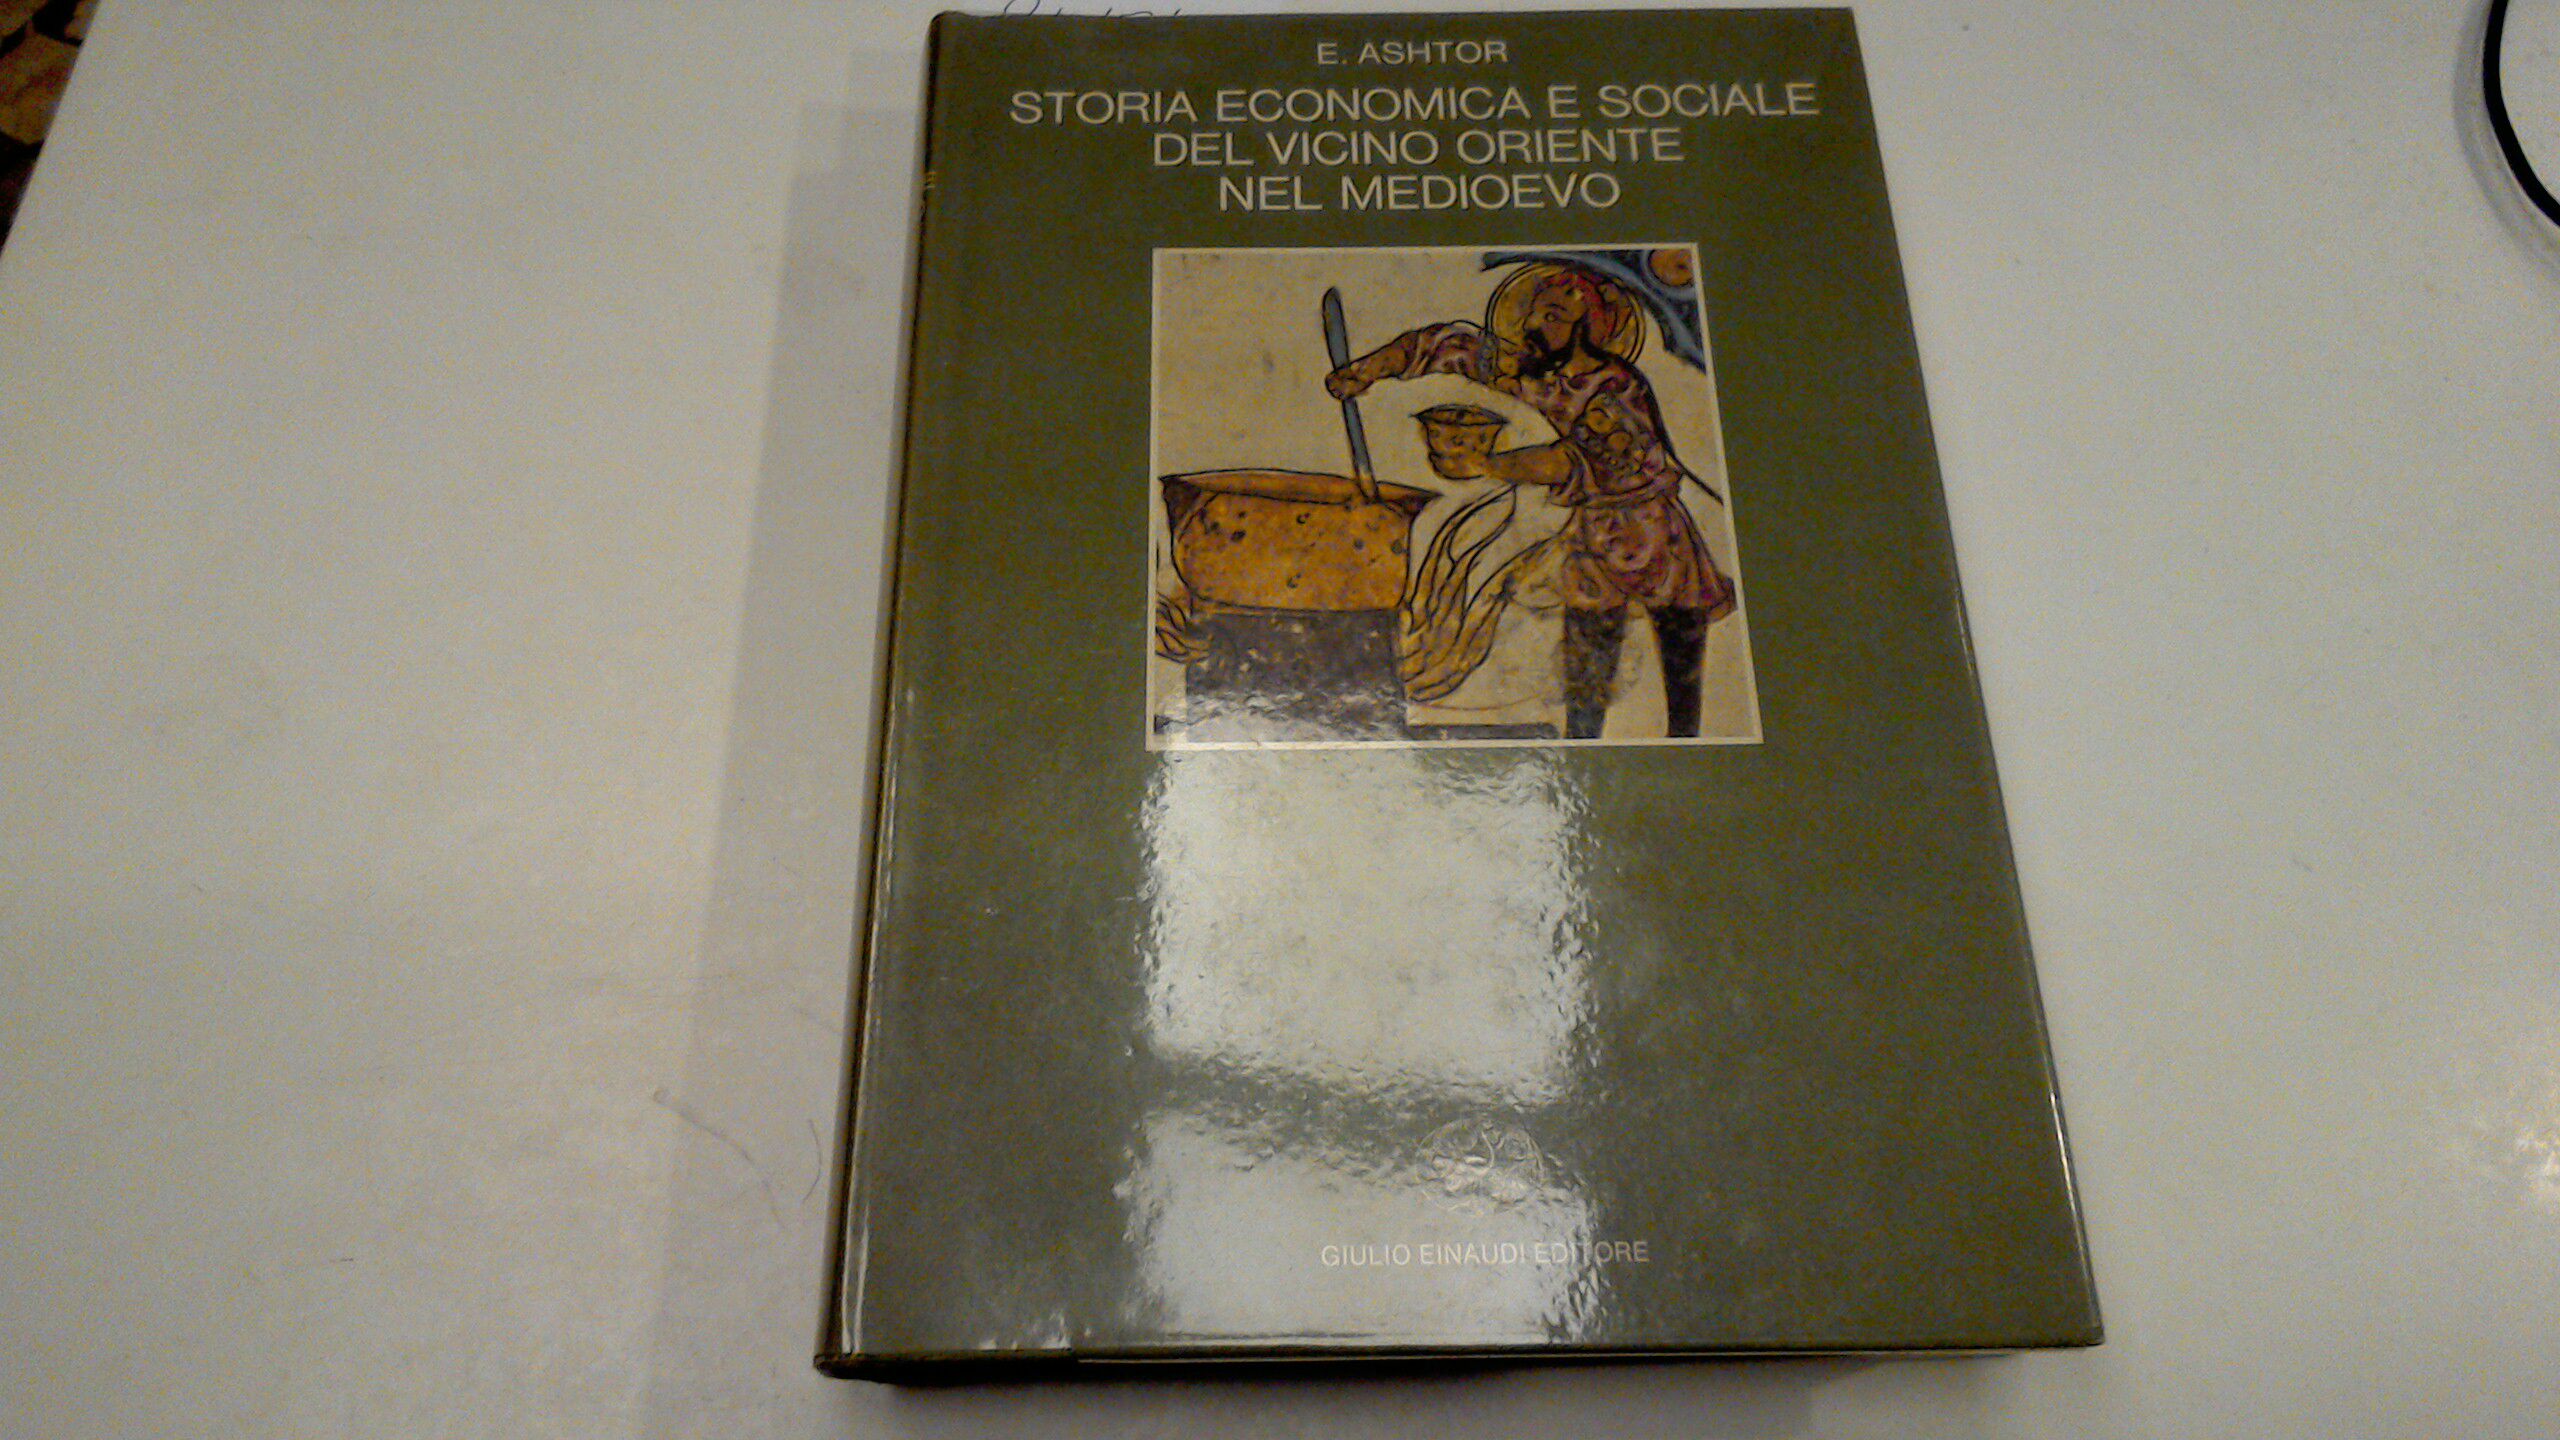 E. ASHTOR
STORIA ECONOMICA E SOCIALE
DEL VICINO ORIENTE
NEL MEDIOEVO
GIULIO EINAUDI EDITORE